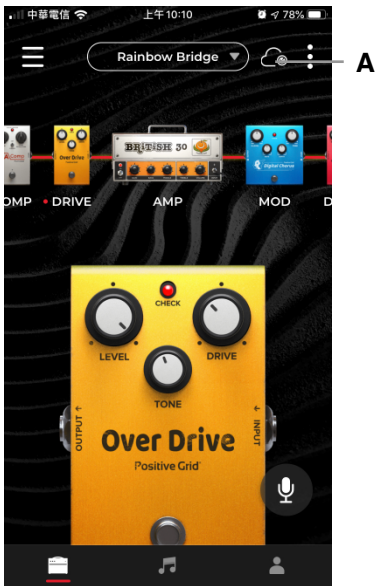 中華電信 上午10:10 78%
Rainbow Bridge
A
BRITISH 30
Over Drive
Digital Chorus
OMP • DRIVE AMP MOD D
CHECK
LEVEL DRIVE
TONE
OUTPUT ↑
↑ INPUT
Over Drive
Positive Grid